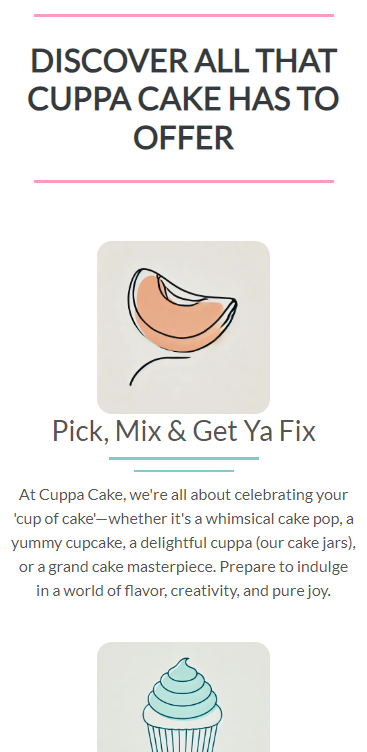 DISCOVER ALL THAT
CUPPA CAKE HAS TO
OFFER
Pick, Mix & Get Ya Fix
At Cuppa Cake, we're all about celebrating your
'cup of cake'—whether it's a whimsical cake pop, a
yummy cupcake, a delightful cuppa (our cake jars),
or a grand cake masterpiece. Prepare to indulge
in a world of flavor, creativity, and pure joy.